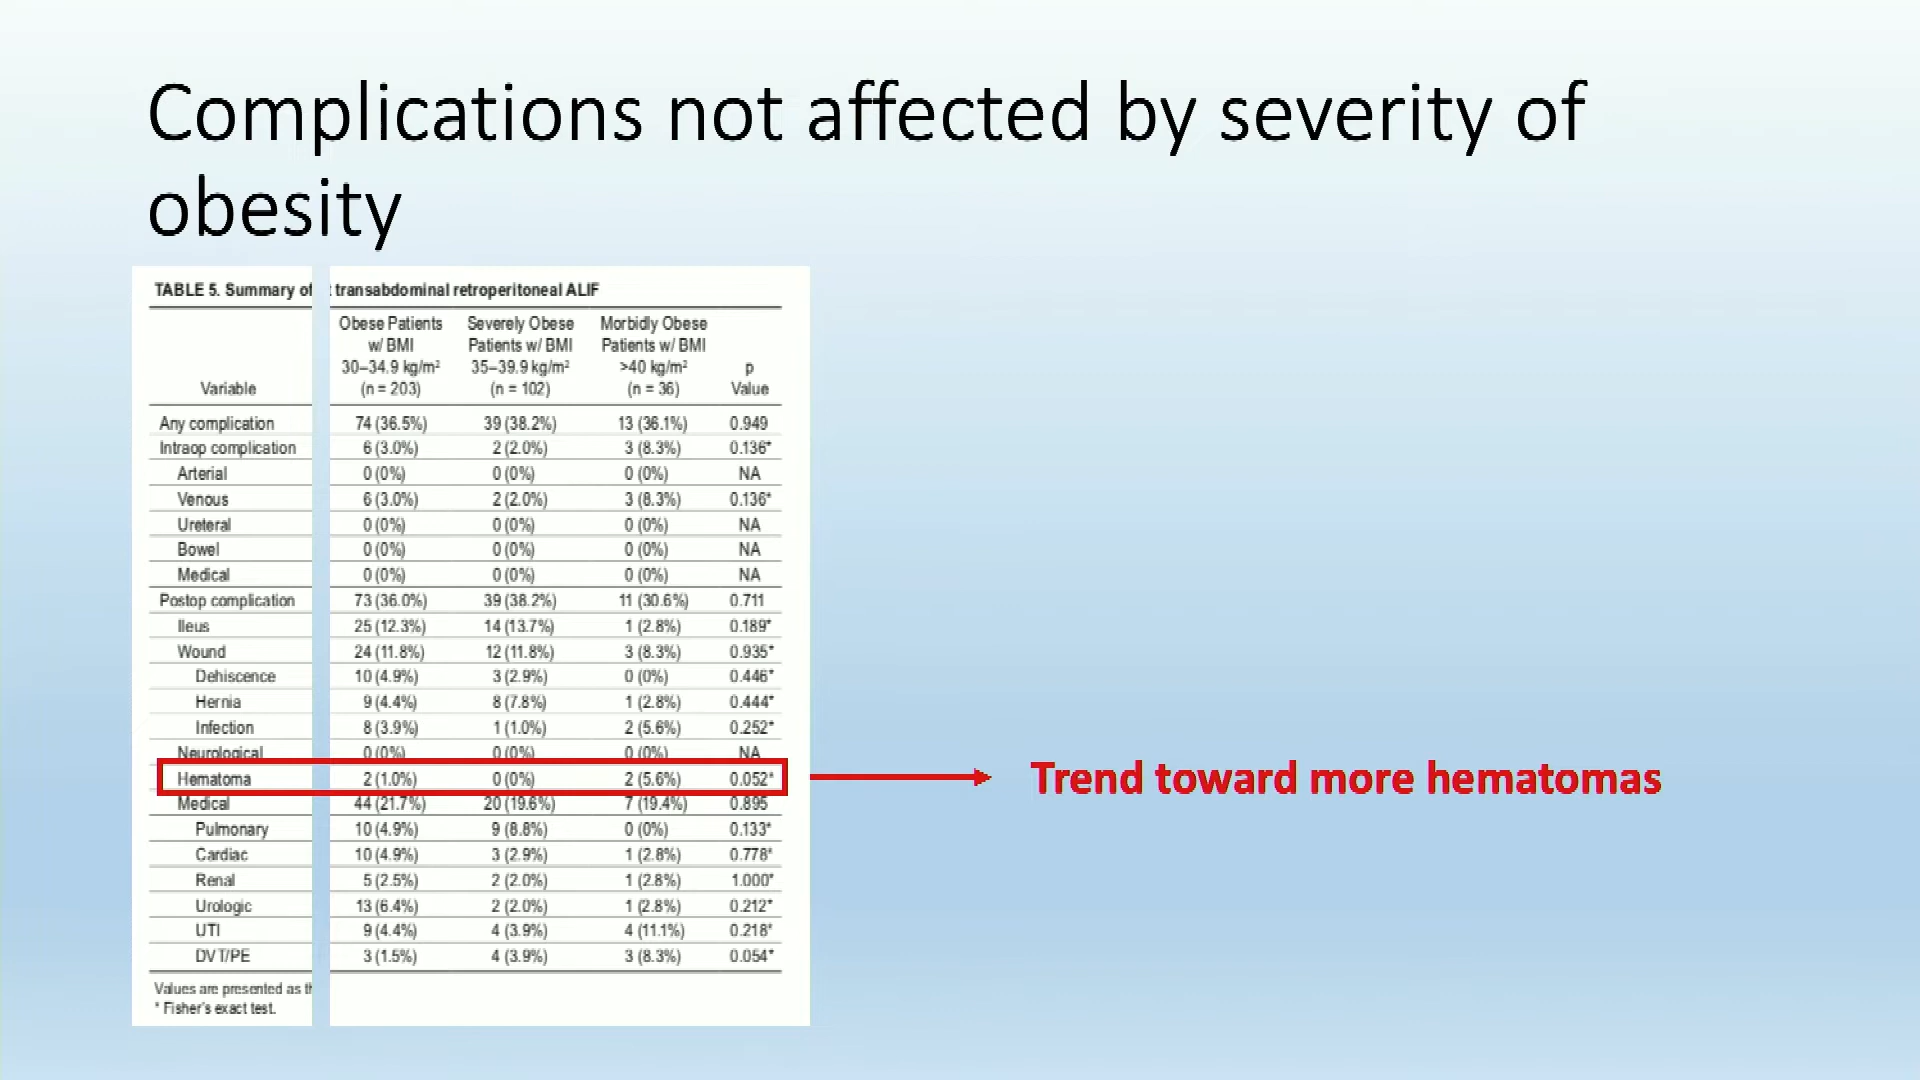 Complications not affected by severity of
obesity
TABLE 5. Summary of transabdominal retroperitoneal ALIF
Variable Obese Patients w/ BMI 30–34.9 kg/m² (n = 203) Severely Obese Patients w/ BMI 35–39.9 kg/m² (n = 102) Morbidly Obese Patients w/ BMI >40 kg/m² (n = 36) p Value
Any complication 74 (36.5%) 39 (38.2%) 13 (36.1%) 0.949
Intraop complication 6 (3.0%) 2 (2.0%) 3 (8.3%) 0.136*
Arterial 0 (0%) 0 (0%) 0 (0%) NA
Venous 6 (3.0%) 2 (2.0%) 3 (8.3%) 0.136*
Ureteral 0 (0%) 0 (0%) 0 (0%) NA
Bowel 0 (0%) 0 (0%) 0 (0%) NA
Medical 0 (0%) 0 (0%) 0 (0%) NA
Postop complication 73 (36.0%) 39 (38.2%) 11 (30.6%) 0.711
Ileus 25 (12.3%) 14 (13.7%) 1 (2.8%) 0.189*
Wound 24 (11.8%) 12 (11.8%) 3 (8.3%) 0.935*
Dehiscence 10 (4.9%) 3 (2.9%) 0 (0%) 0.446*
Hernia 9 (4.4%) 8 (7.8%) 1 (2.8%) 0.444*
Infection 8 (3.9%) 1 (1.0%) 2 (5.6%) 0.252*
Neurological 0 (0%) 0 (0%) 0 (0%) NA
Hematoma 2 (1.0%) 0 (0%) 2 (5.6%) 0.052*
Trend toward more hematomas
Medical 44 (21.7%) 20 (19.6%) 7 (19.4%) 0.895
Pulmonary 10 (4.9%) 9 (8.8%) 0 (0%) 0.133*
Cardiac 10 (4.9%) 3 (2.9%) 1 (2.8%) 0.778*
Renal 5 (2.5%) 2 (2.0%) 1 (2.8%) 1.000*
Urologic 13 (6.4%) 2 (2.0%) 1 (2.8%) 0.212*
UTI 9 (4.4%) 4 (3.9%) 4 (11.1%) 0.218*
DVT/PE 3 (1.5%) 4 (3.9%) 3 (8.3%) 0.054*
Values are presented as
* Fisher's exact test.